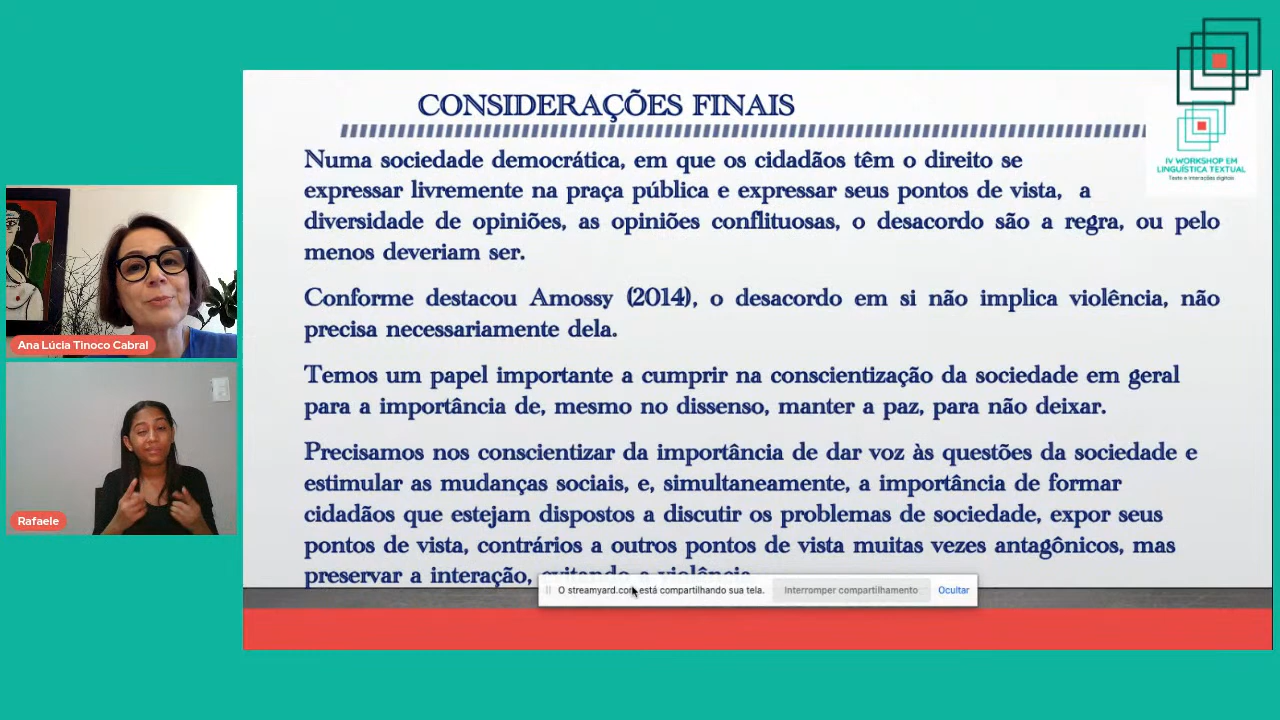 CONSIDERAÇÕES FINAIS
Numa sociedade democrática, em que os cidadãos têm o direito se
expressar livremente na praça pública e expressar seus pontos de vista, a
diversidade de opiniões, as opiniões conflituosas, o desacordo são a regra, ou pelo
menos deveriam ser.
Conforme destacou Amossy (2014), o desacordo em si não implica violência, não
precisa necessariamente dela.
Temos um papel importante a cumprir na conscientização da sociedade em geral
para a importância de, mesmo no dissenso, manter a paz, para não deixar.
Precisamos nos conscientizar da importância de dar voz às questões da sociedade e
estimular as mudanças sociais, e, simultaneamente, a importância de formar
cidadãos que estejam dispostos a discutir os problemas de sociedade, expor seus
pontos de vista, contrários a outros pontos de vista muitas vezes antagônicos, mas
preservar a interação, evitando a violência
O streamyard.com está compartilhando sua tela.
Interromper compartilhamento
Ocultar
IV WORKSHOP EM
LINGUÍSTICA TEXTUAL
Texto e interações digitais
Ana Lúcia Tinoco Cabral
Rafaele